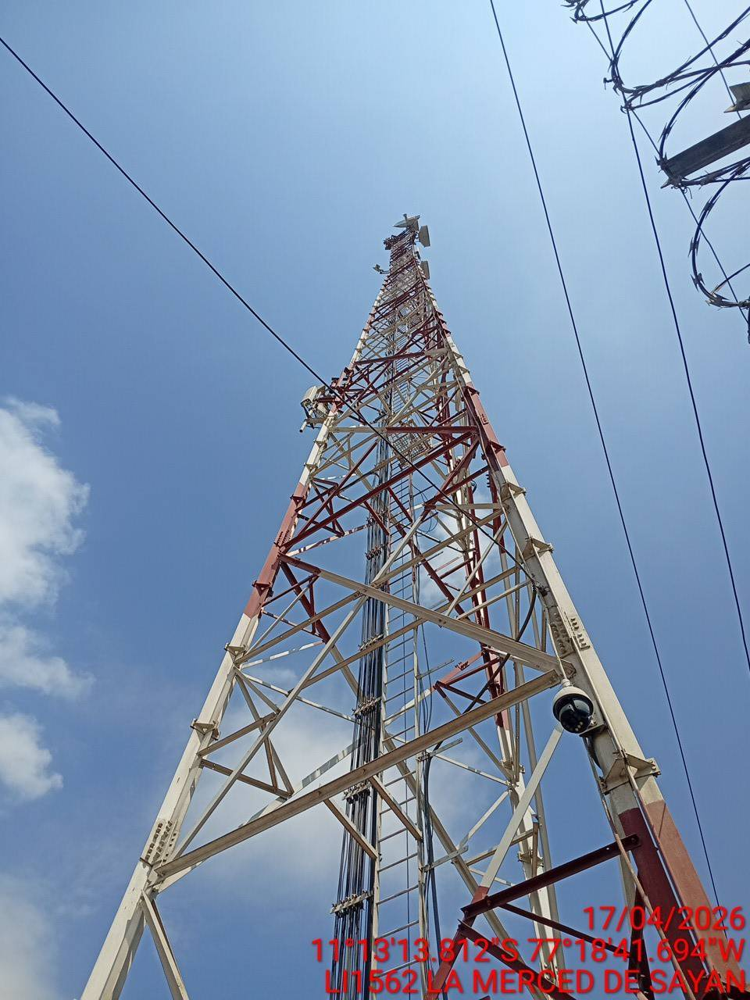 17/04/2026
11°13'13.812"S 77°18'41.694"W
LI1562 LA MERCED DE SAYAN